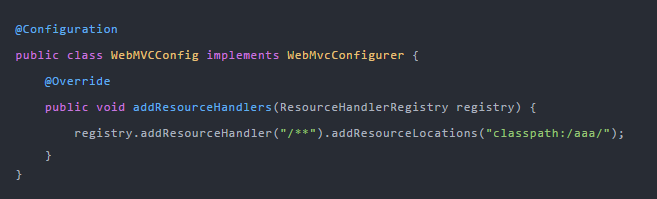 @Configuration
public class WebMVCConfig implements WebMvcConfigurer {
    @Override
    public void addResourceHandlers(ResourceHandlerRegistry registry) {
        registry.addResourceHandler("/**").addResourceLocations("classpath:/aaa/");
    }
}